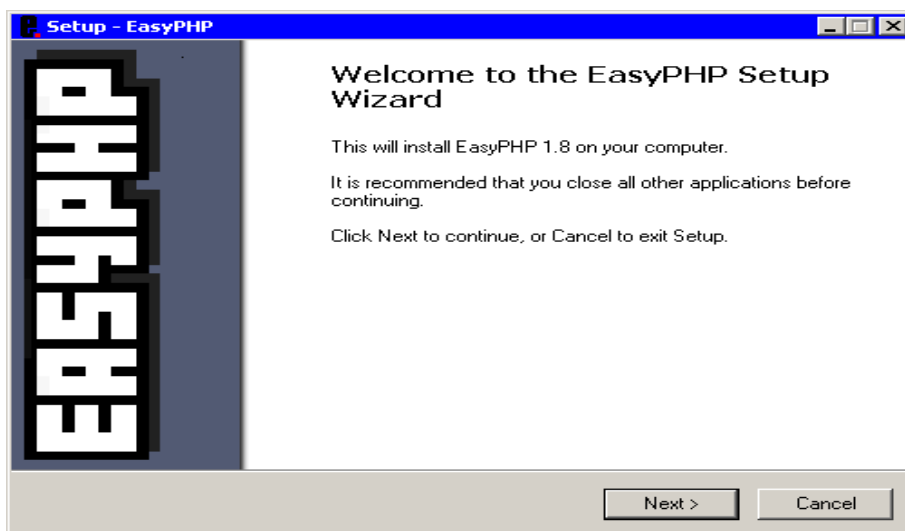 Setup - EasyPHP
EASYPHP
Welcome to the EasyPHP Setup
Wizard
This will install EasyPHP 1.8 on your computer.
It is recommended that you close all other applications before
continuing.
Click Next to continue, or Cancel to exit Setup.
Next >
Cancel